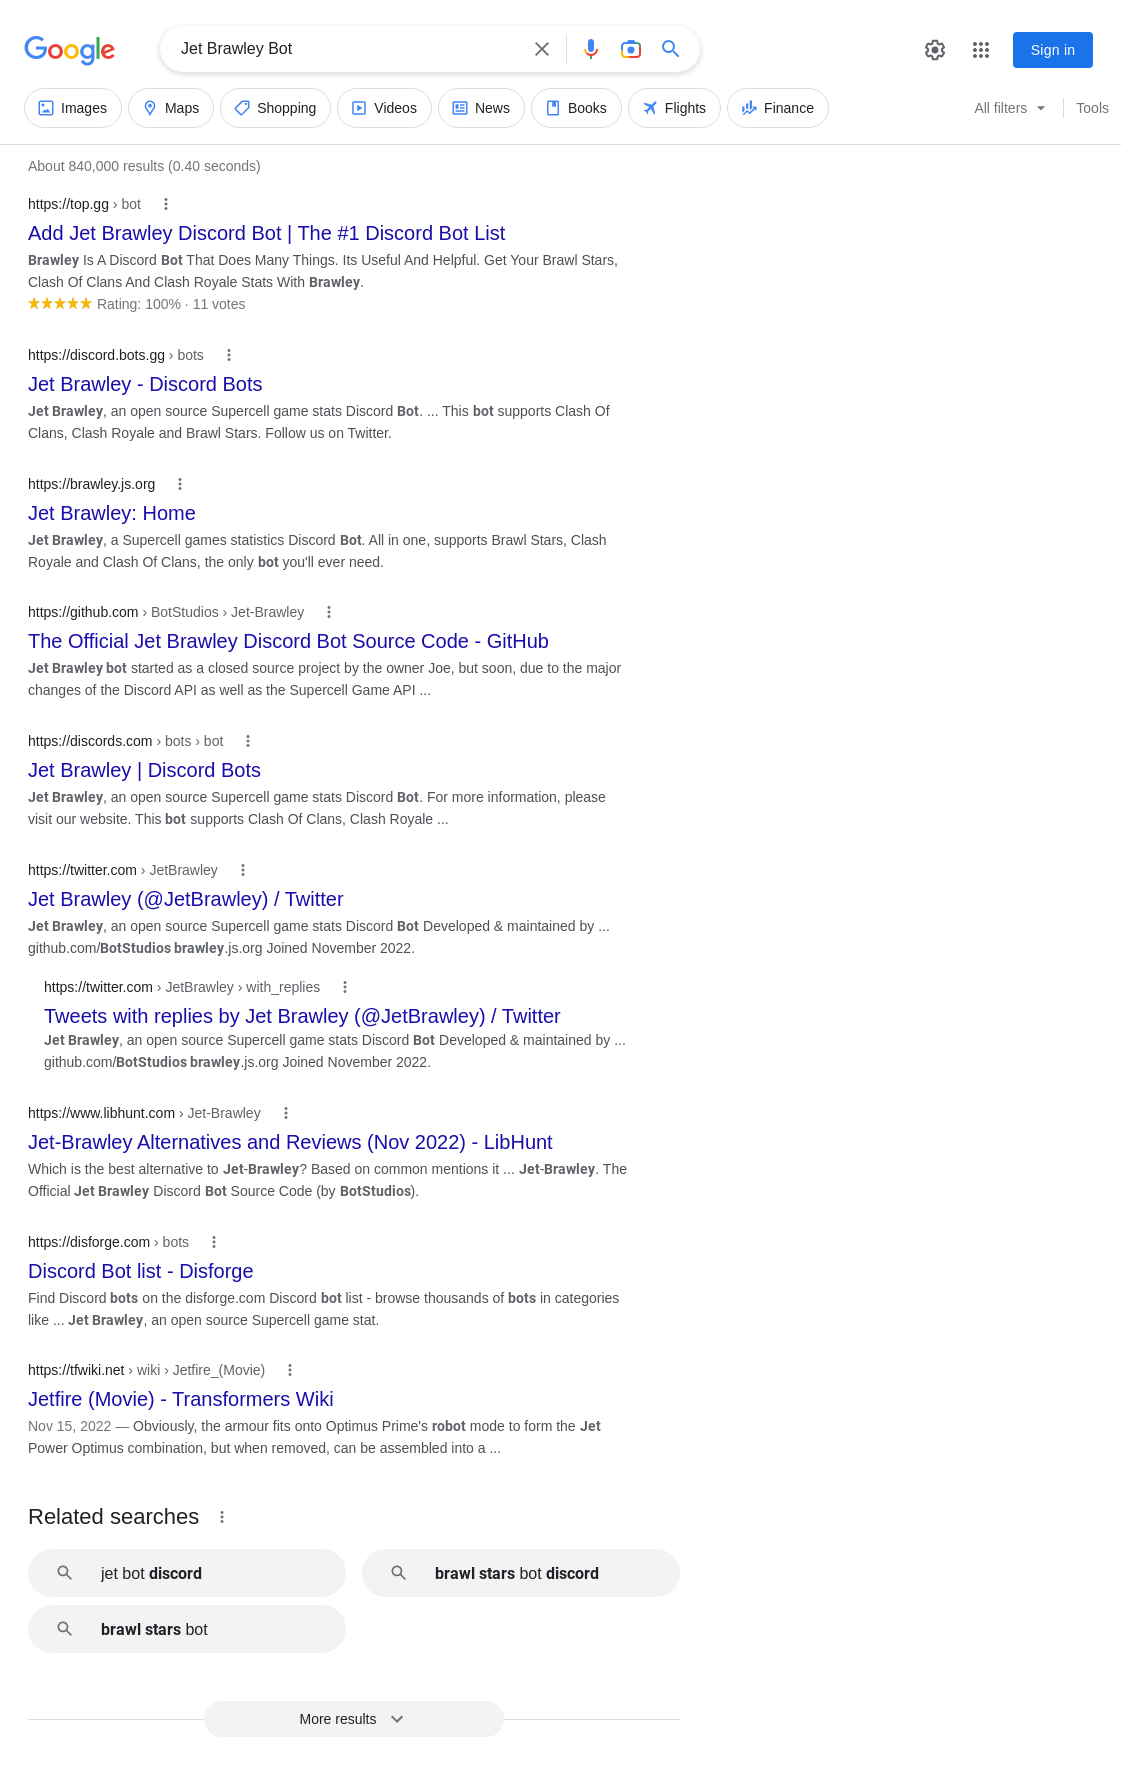 Google
Jet Brawley Bot
Sign in
Images Maps Shopping Videos News Books Flights Finance All filters Tools
About 840,000 results (0.40 seconds)
https://top.gg › bot
Add Jet Brawley Discord Bot | The #1 Discord Bot List
Brawley Is A Discord Bot That Does Many Things. Its Useful And Helpful. Get Your Brawl Stars,
Clash Of Clans And Clash Royale Stats With Brawley.
Rating: 100% · 11 votes
https://discord.bots.gg › bots
Jet Brawley - Discord Bots
Jet Brawley, an open source Supercell game stats Discord Bot. ... This bot supports Clash Of
Clans, Clash Royale and Brawl Stars. Follow us on Twitter.
https://brawley.js.org
Jet Brawley: Home
Jet Brawley, a Supercell games statistics Discord Bot. All in one, supports Brawl Stars, Clash
Royale and Clash Of Clans, the only bot you'll ever need.
https://github.com › BotStudios › Jet-Brawley
The Official Jet Brawley Discord Bot Source Code - GitHub
Jet Brawley bot started as a closed source project by the owner Joe, but soon, due to the major
changes of the Discord API as well as the Supercell Game API ...
https://discords.com › bots › bot
Jet Brawley | Discord Bots
Jet Brawley, an open source Supercell game stats Discord Bot. For more information, please
visit our website. This bot supports Clash Of Clans, Clash Royale ...
https://twitter.com › JetBrawley
Jet Brawley (@JetBrawley) / Twitter
Jet Brawley, an open source Supercell game stats Discord Bot Developed & maintained by ...
github.com/BotStudios brawley.js.org Joined November 2022.
https://twitter.com › JetBrawley › with_replies
Tweets with replies by Jet Brawley (@JetBrawley) / Twitter
Jet Brawley, an open source Supercell game stats Discord Bot Developed & maintained by ...
github.com/BotStudios brawley.js.org Joined November 2022.
https://www.libhunt.com › Jet-Brawley
Jet-Brawley Alternatives and Reviews (Nov 2022) - LibHunt
Which is the best alternative to Jet-Brawley? Based on common mentions it ... Jet-Brawley. The
Official Jet Brawley Discord Bot Source Code (by BotStudios).
https://disforge.com › bots
Discord Bot list - Disforge
Find Discord bots on the disforge.com Discord bot list - browse thousands of bots in categories
like ... Jet Brawley, an open source Supercell game stat.
https://tfwiki.net › wiki › Jetfire_(Movie)
Jetfire (Movie) - Transformers Wiki
Nov 15, 2022 — Obviously, the armour fits onto Optimus Prime's robot mode to form the Jet
Power Optimus combination, but when removed, can be assembled into a ...
Related searches
jet bot discord
brawl stars bot discord
brawl stars bot
More results